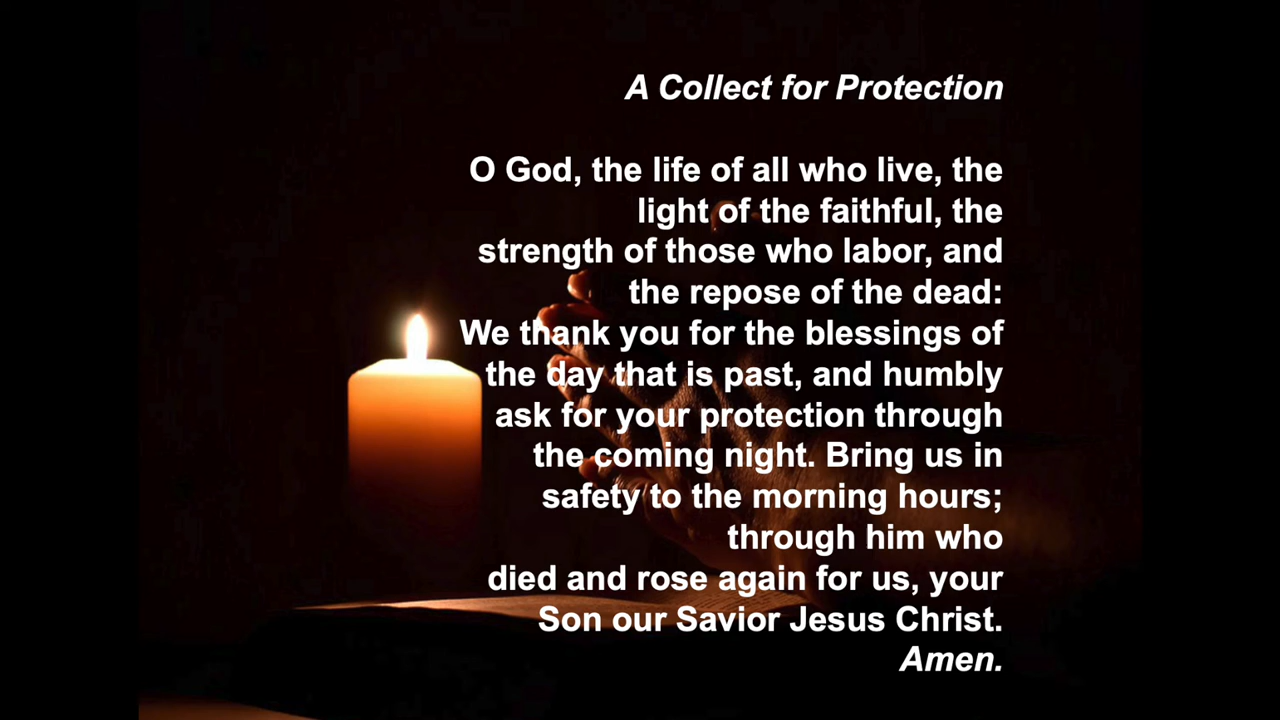 A Collect for Protection
O God, the life of all who live, the
light of the faithful, the
strength of those who labor, and
the repose of the dead:
We thank you for the blessings of
the day that is past, and humbly
ask for your protection through
the coming night. Bring us in
safety to the morning hours;
through him who
died and rose again for us, your
Son our Savior Jesus Christ.
Amen.